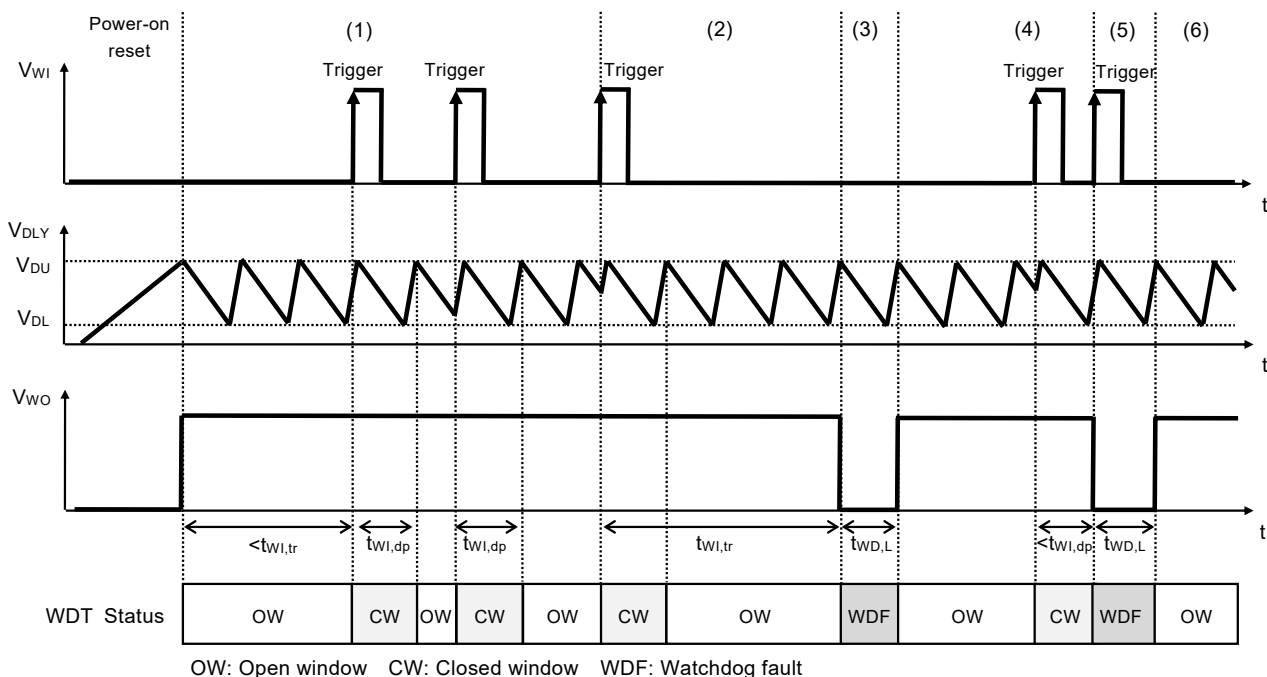 Power-on
reset
(1) (2) (3) (4) (5) (6)
VWI
Trigger Trigger Trigger Trigger Trigger
t
VDLY
VDU
VDL
t
VWO
t
<tWI,tr tWI,dp tWI,dp tWI,tr tWD,L <tWI,dp tWD,L
WDT Status OW CW OW CW OW CW OW WDF OW CW WDF OW
OW: Open window CW: Closed window WDF: Watchdog fault